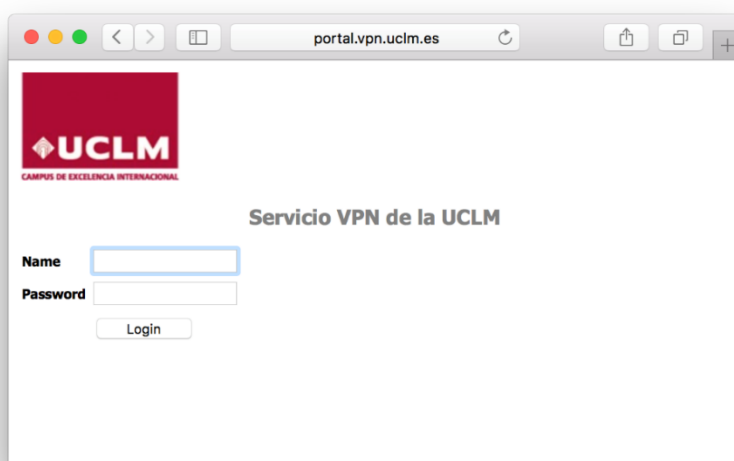 portal.vpn.uclm.es
UCLM
CAMPUS DE EXCELENCIA INTERNACIONAL
Servicio VPN de la UCLM
Name
Password
Login